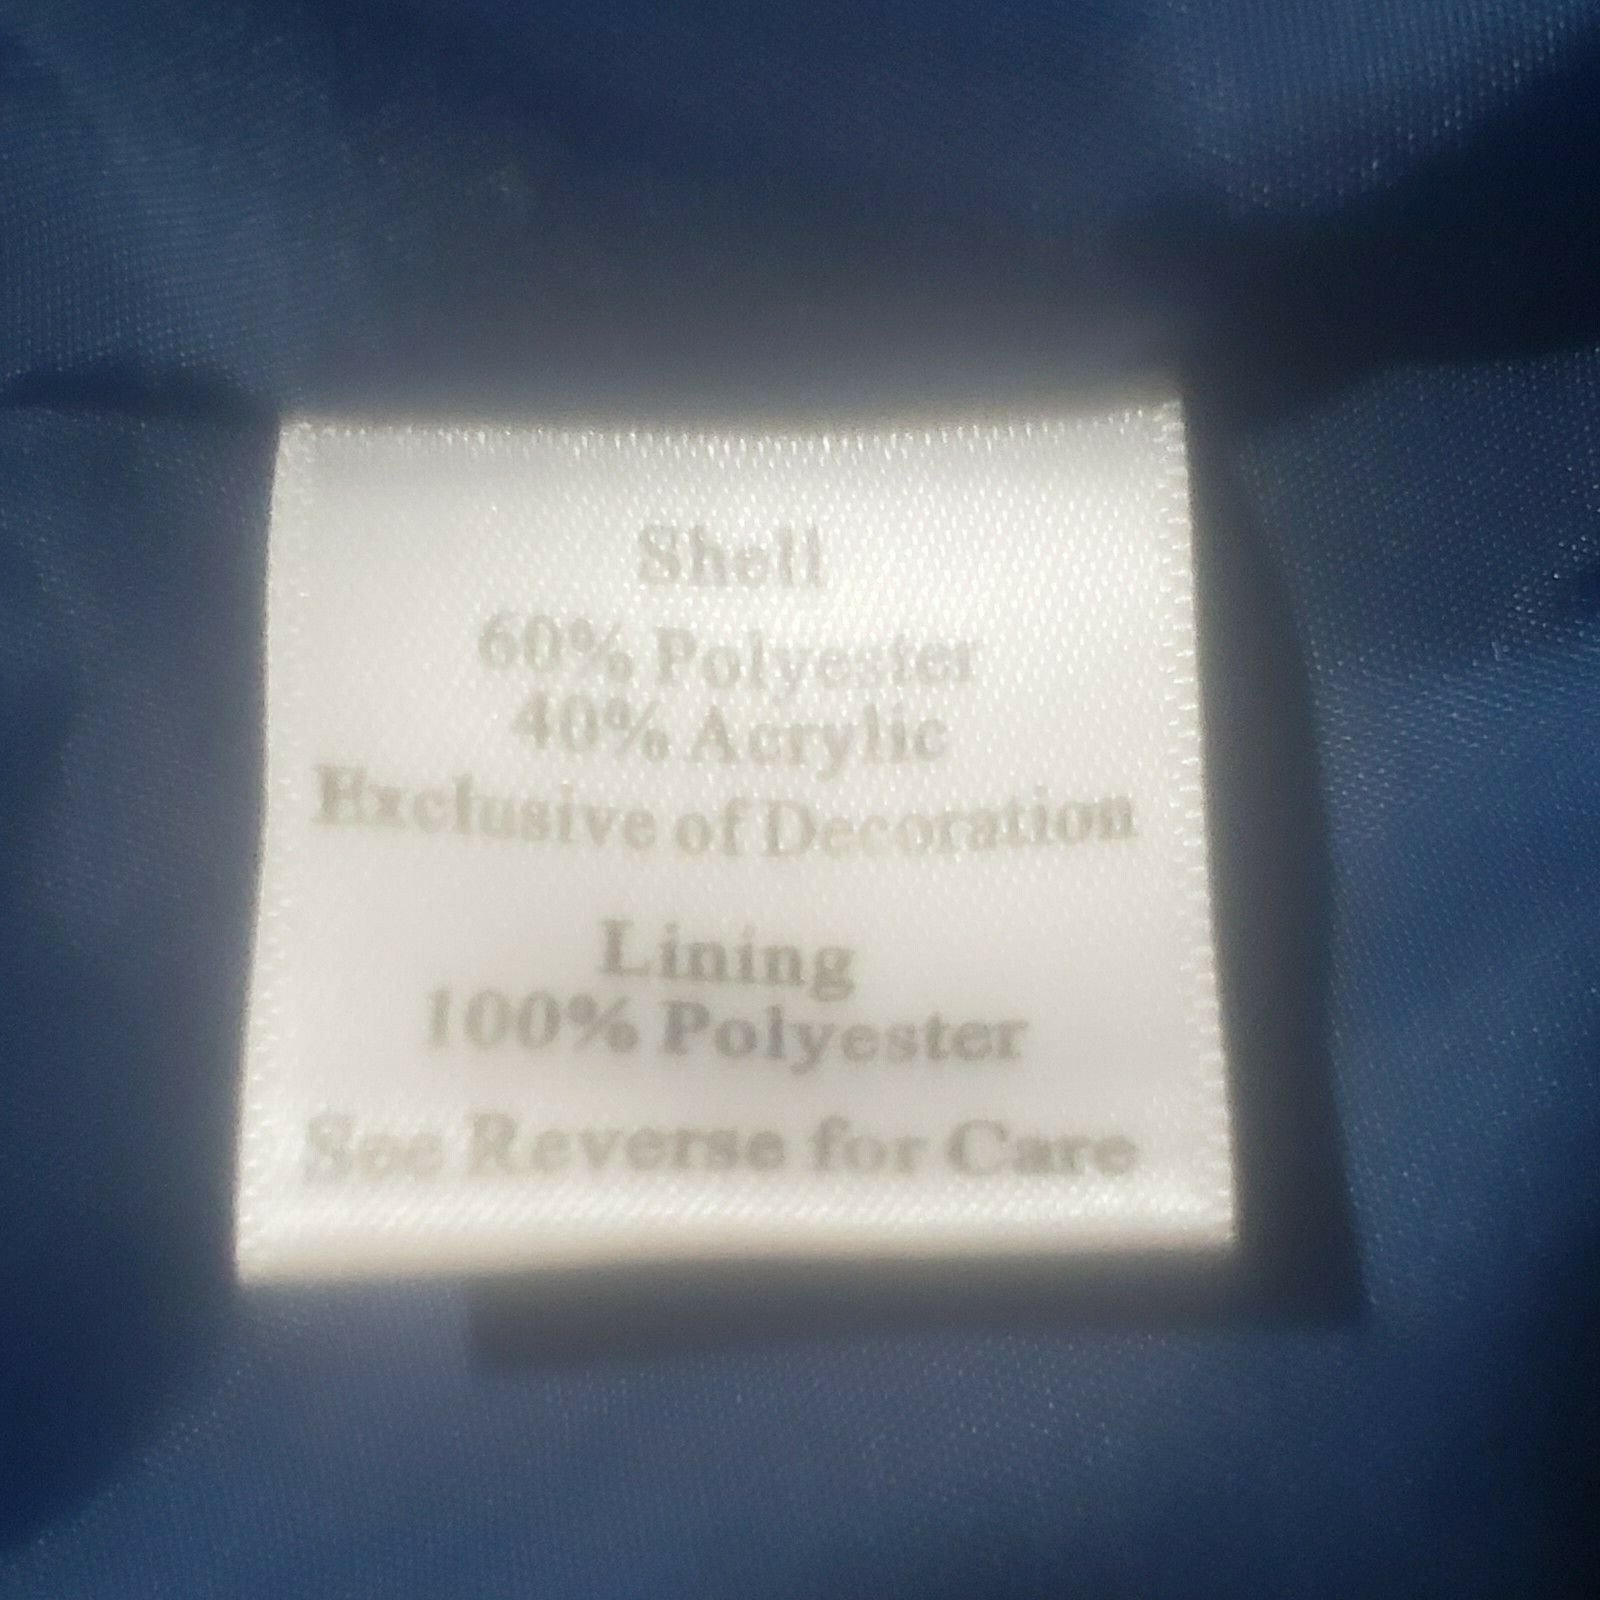 Shell
60% Polyester
40% Acrylic
Exclusive of Decoration
Lining
100% Polyester
See Reverse for Care